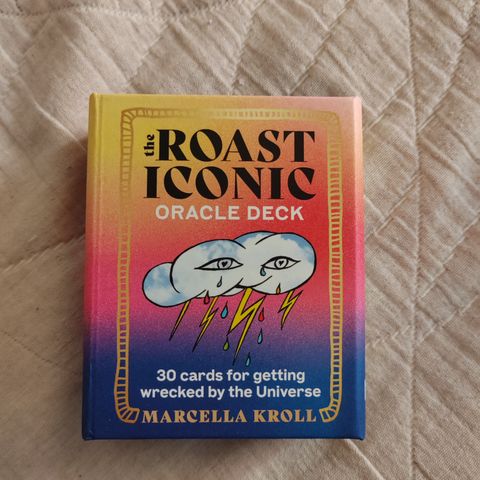 the ROAST
ICONIC
ORACLE DECK
30 cards for getting
wrecked by the Universe
MARCELLA KROLL